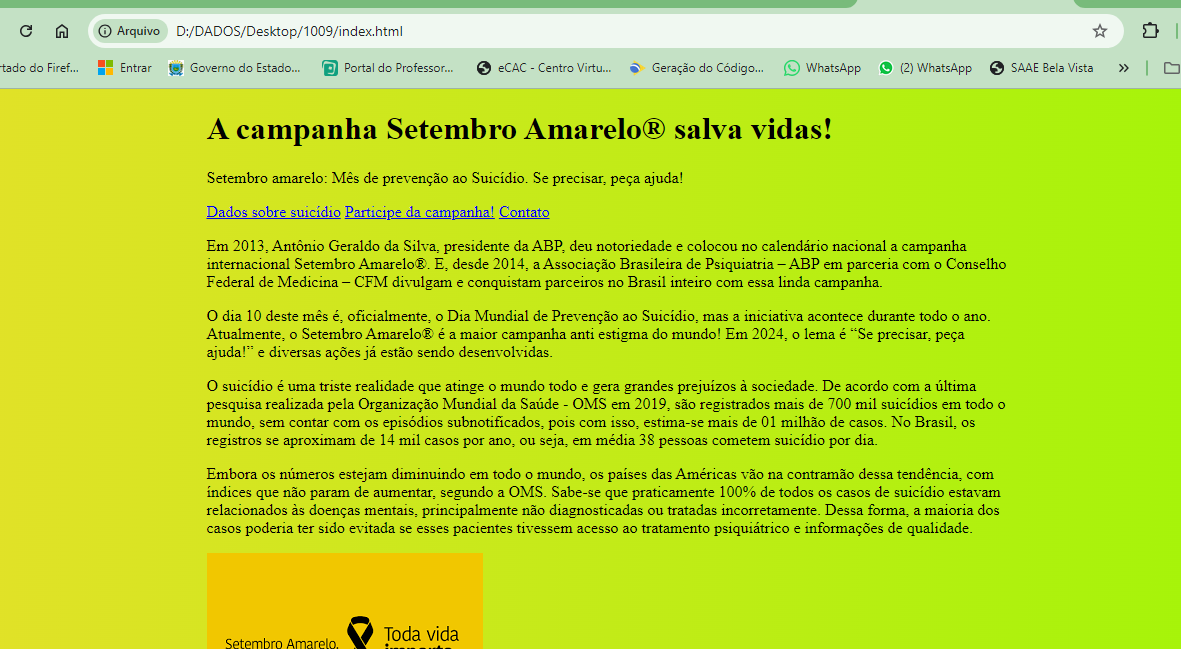 Arquivo D:/DADOS/Desktop/1009/index.html
rtado do Firef... Entrar Governo do Estado... Portal do Professor... eCAC - Centro Virtu... Geração do Código... WhatsApp (2) WhatsApp SAAE Bela Vista »
A campanha Setembro Amarelo® salva vidas!
Setembro amarelo: Mês de prevenção ao Suicídio. Se precisar, peça ajuda!
Dados sobre suicídio Participe da campanha! Contato
Em 2013, Antônio Geraldo da Silva, presidente da ABP, deu notoriedade e colocou no calendário nacional a campanha
internacional Setembro Amarelo®. E, desde 2014, a Associação Brasileira de Psiquiatria – ABP em parceria com o Conselho
Federal de Medicina – CFM divulgam e conquistam parceiros no Brasil inteiro com essa linda campanha.
O dia 10 deste mês é, oficialmente, o Dia Mundial de Prevenção ao Suicídio, mas a iniciativa acontece durante todo o ano.
Atualmente, o Setembro Amarelo® é a maior campanha anti estigma do mundo! Em 2024, o lema é “Se precisar, peça
ajuda!” e diversas ações já estão sendo desenvolvidas.
O suicídio é uma triste realidade que atinge o mundo todo e gera grandes prejuízos à sociedade. De acordo com a última
pesquisa realizada pela Organização Mundial da Saúde - OMS em 2019, são registrados mais de 700 mil suicídios em todo o
mundo, sem contar com os episódios subnotificados, pois com isso, estima-se mais de 01 milhão de casos. No Brasil, os
registros se aproximam de 14 mil casos por ano, ou seja, em média 38 pessoas cometem suicídio por dia.
Embora os números estejam diminuindo em todo o mundo, os países das Américas vão na contramão dessa tendência, com
índices que não param de aumentar, segundo a OMS. Sabe-se que praticamente 100% de todos os casos de suicídio estavam
relacionados às doenças mentais, principalmente não diagnosticadas ou tratadas incorretamente. Dessa forma, a maioria dos
casos poderia ter sido evitada se esses pacientes tivessem acesso ao tratamento psiquiátrico e informações de qualidade.
Setembro Amarelo. Toda vida
importa